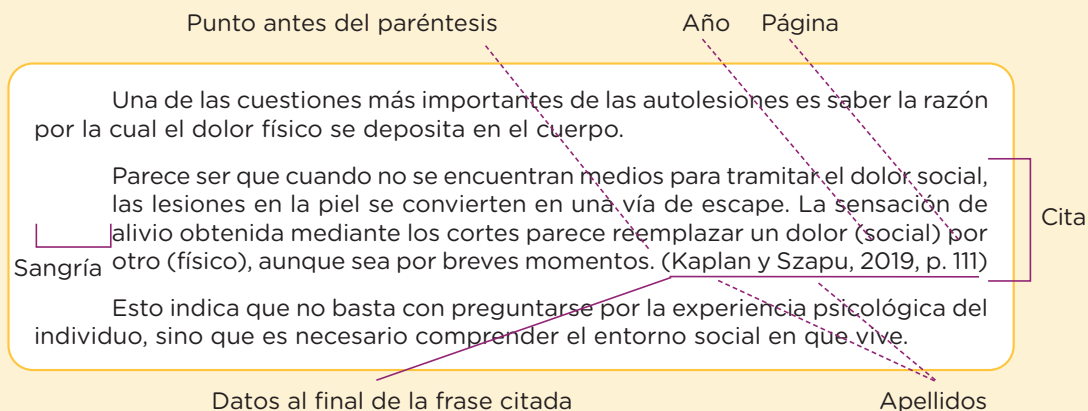 Punto antes del paréntesis Año Página
Una de las cuestiones más importantes de las autolesiones es saber la razón
por la cual el dolor físico se deposita en el cuerpo.
Parece ser que cuando no se encuentran medios para tramitar el dolor social,
las lesiones en la piel se convierten en una vía de escape. La sensación de
alivio obtenida mediante los cortes parece reemplazar un dolor (social) por
otro (físico), aunque sea por breves momentos. (Kaplan y Szapu, 2019, p. 111)
Cita
Sangría
Esto indica que no basta con preguntarse por la experiencia psicológica del
individuo, sino que es necesario comprender el entorno social en que vive.
Datos al final de la frase citada Apellidos